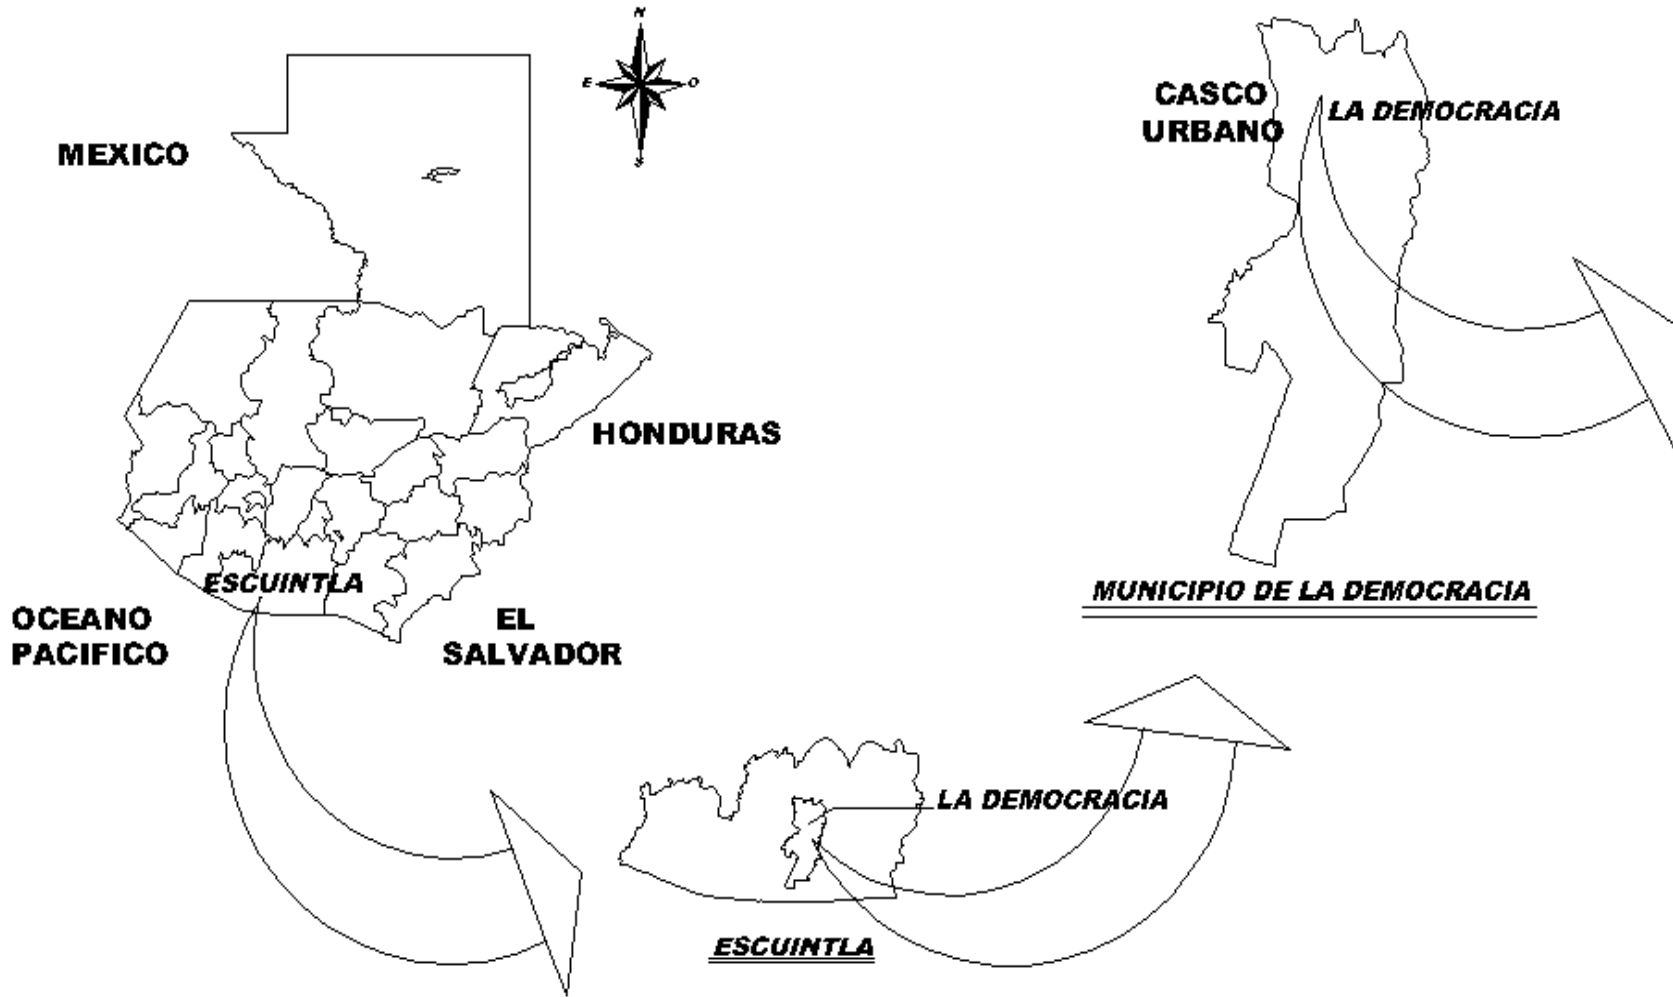 N
E O
S
MEXICO
HONDURAS
ESCUINTLA
OCEANO
PACIFICO
EL
SALVADOR
CASCO
URBANO
LA DEMOCRACIA
MUNICIPIO DE LA DEMOCRACIA
LA DEMOCRACIA
ESCUINTLA